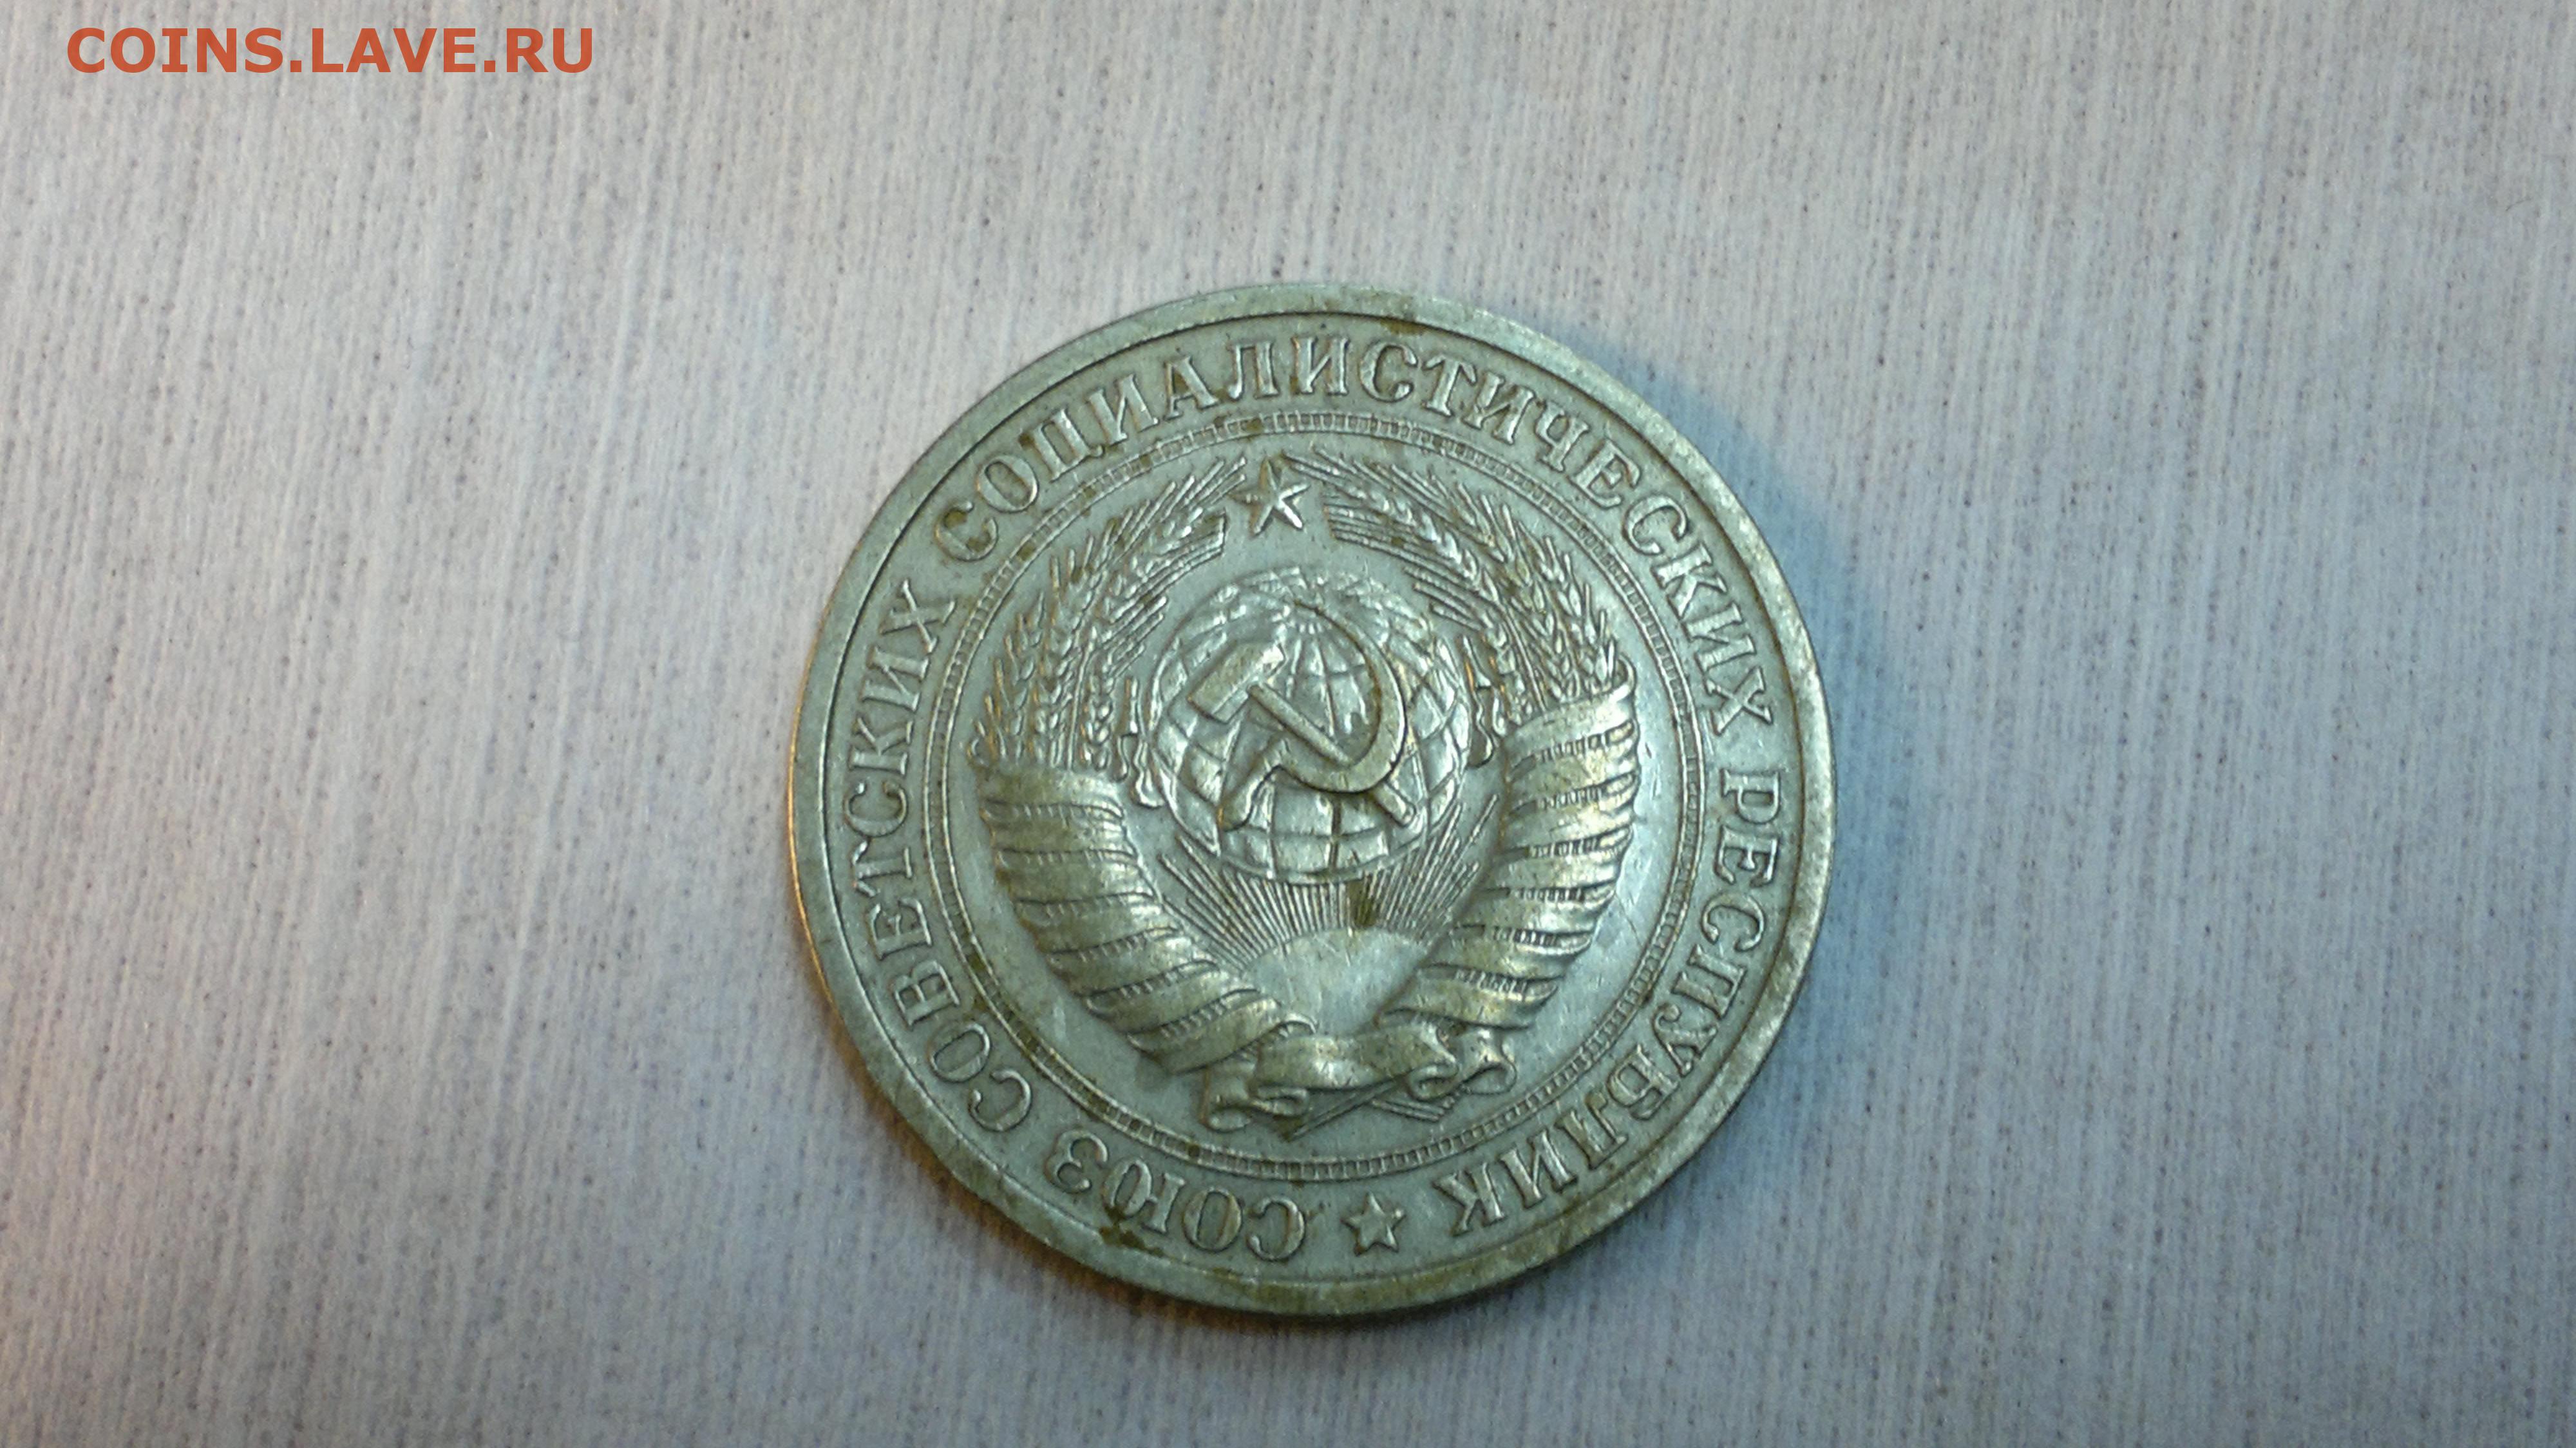 COINS.LAVE.RU
СОЮЗ СОВЕТСКИХ СОЦИАЛИСТИЧЕСКИХ РЕСПУБЛИК